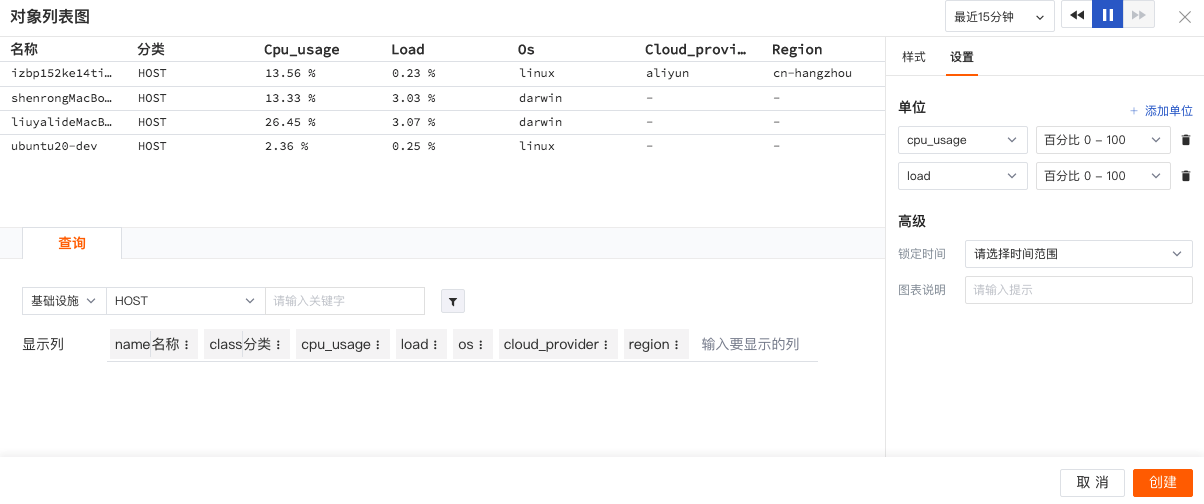 对象列表图 最近15分钟
名称 分类 Cpu_usage Load Os Cloud_provi… Region
izbp152ke14ti… HOST 13.56 % 0.23 % linux aliyun cn-hangzhou
shenrongMacBo… HOST 13.33 % 3.03 % darwin – –
liuyalideMacB… HOST 26.45 % 3.07 % darwin – –
ubuntu20-dev HOST 2.36 % 0.25 % linux – –
查询
基础设施 HOST 请输入关键字
显示列 name名称 class分类 cpu_usage load os cloud_provider region 输入要显示的列
样式 设置
单位 + 添加单位
cpu_usage 百分比 0 – 100
load 百分比 0 – 100
高级
锁定时间 请选择时间范围
图表说明 请输入提示
取 消 创建